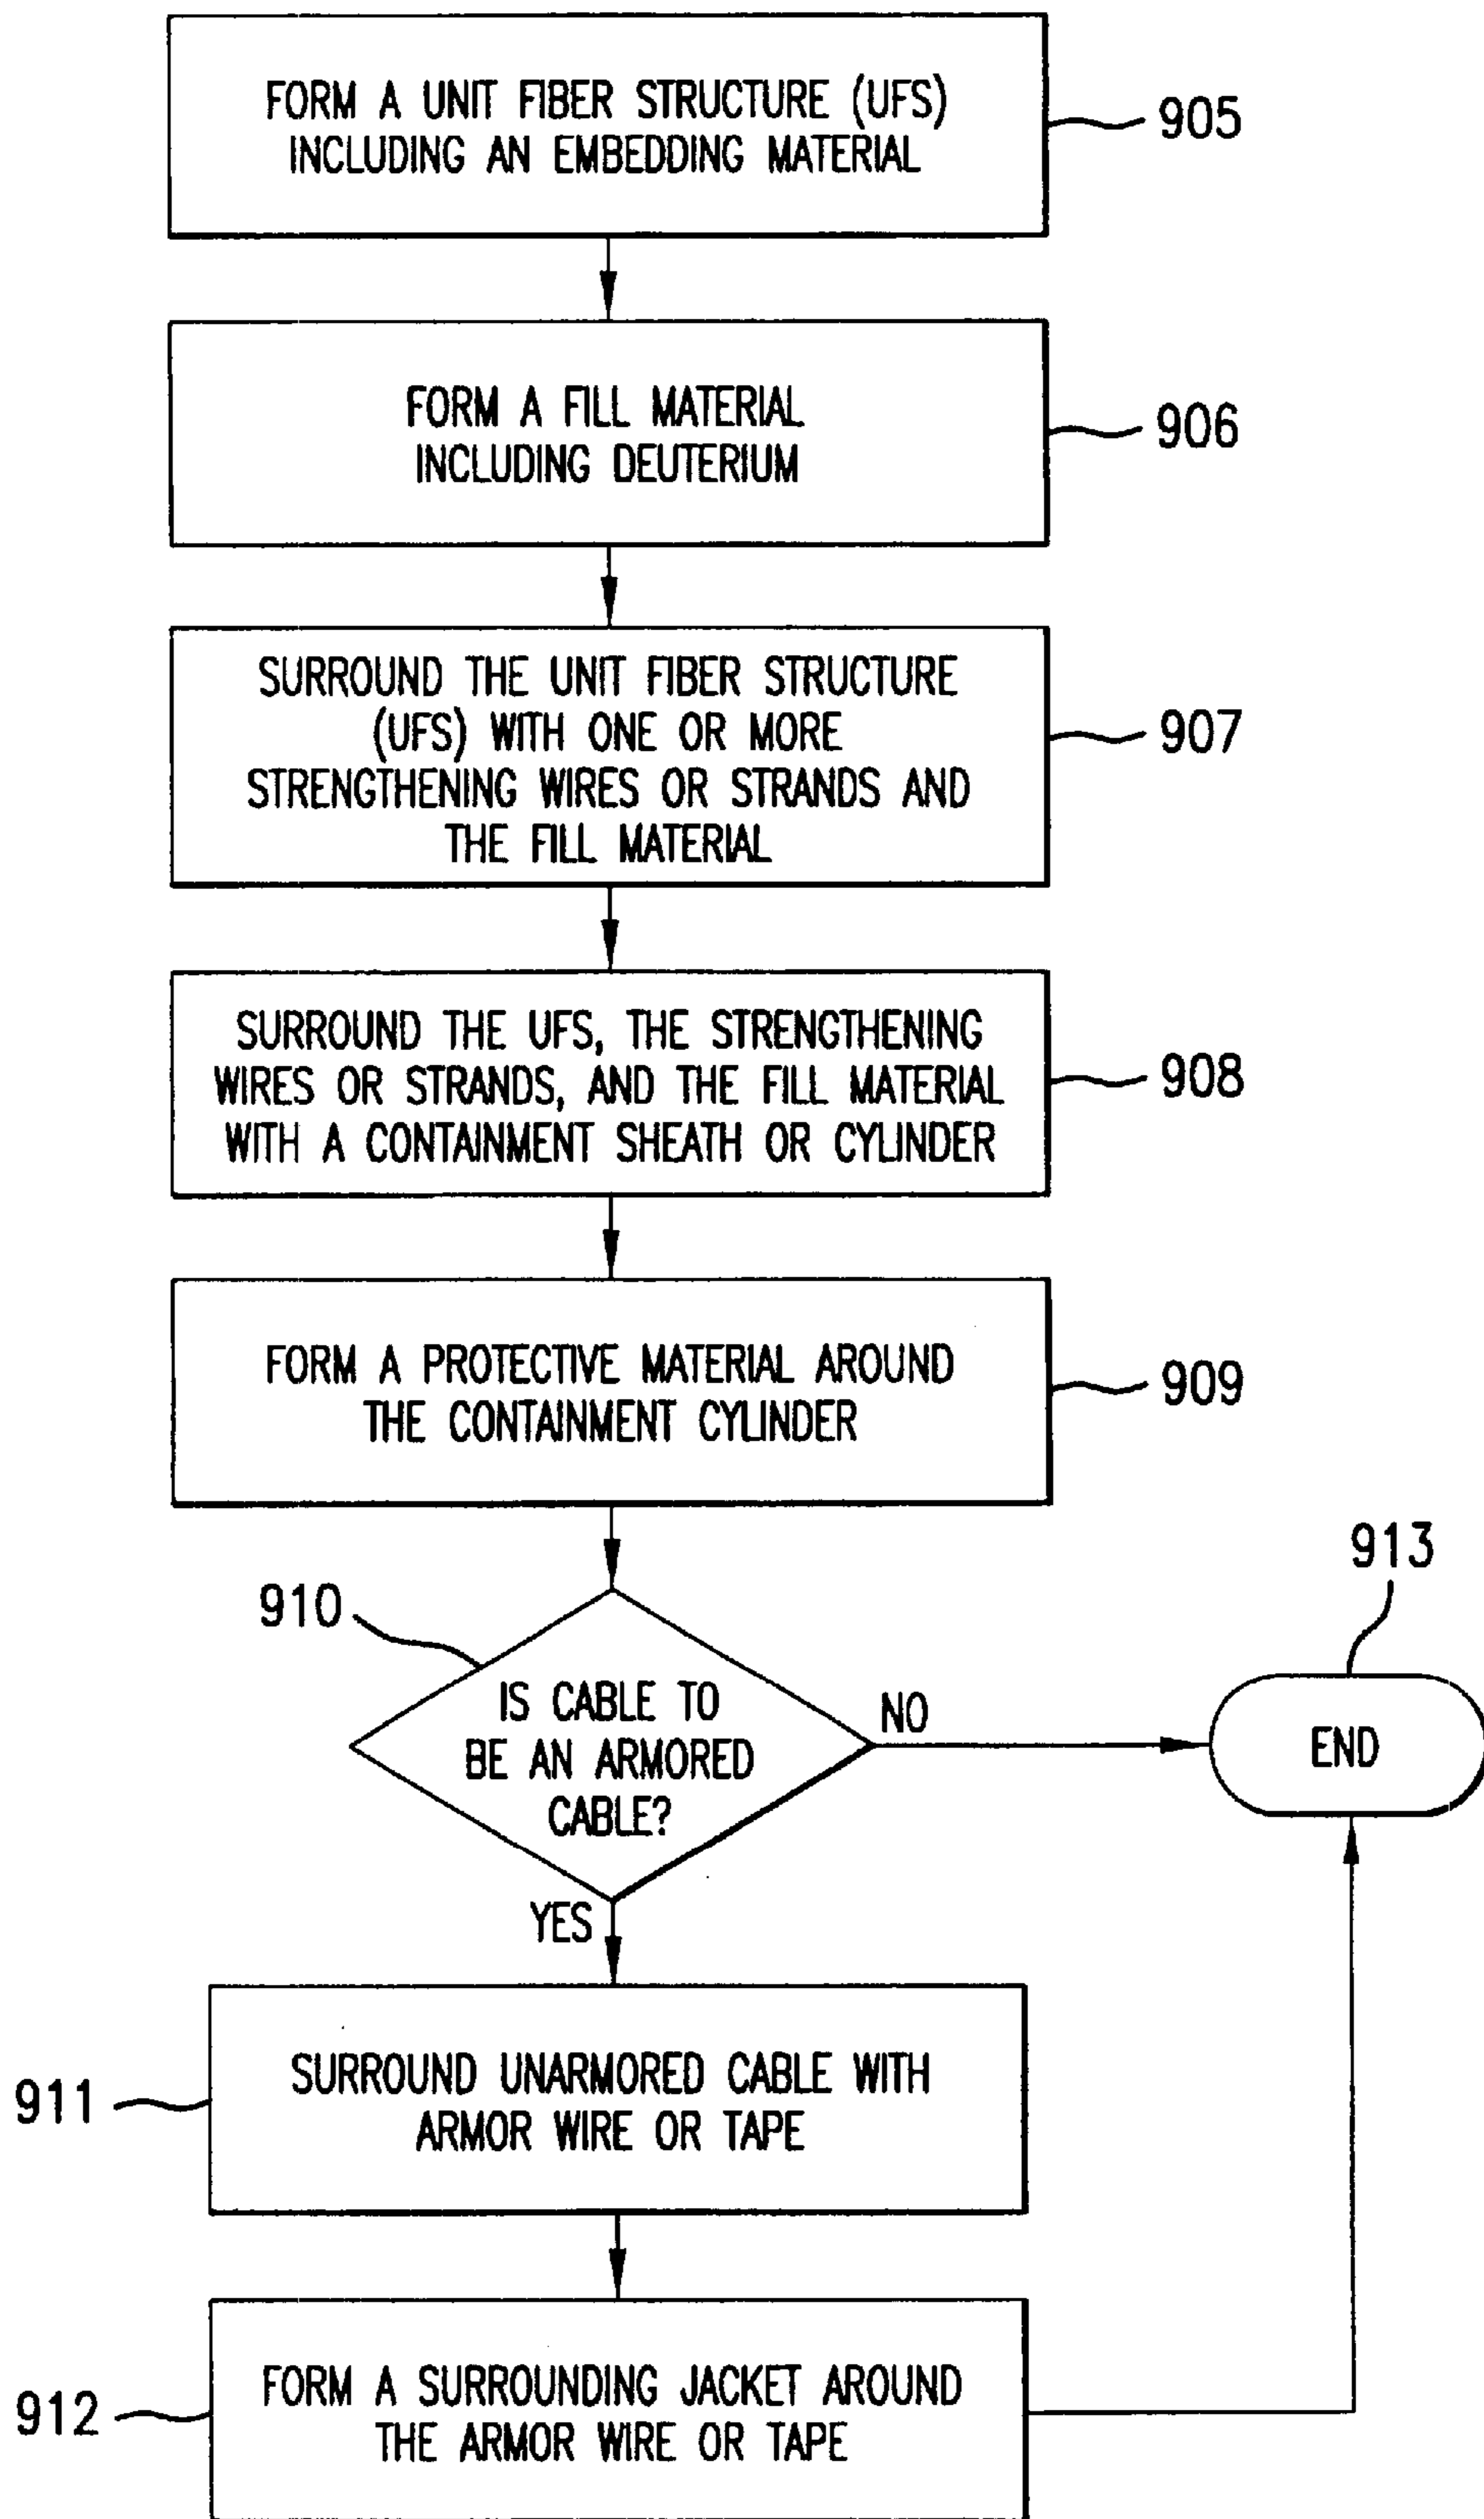 FORM A UNIT FIBER STRUCTURE (UFS)
INCLUDING AN EMBEDDING MATERIAL
905
FORM A FILL MATERIAL
INCLUDING DEUTERIUM
906
SURROUND THE UNIT FIBER STRUCTURE
(UFS) WITH ONE OR MORE
STRENGTHENING WIRES OR STRANDS AND
THE FILL MATERIAL
907
SURROUND THE UFS, THE STRENGTHENING
WIRES OR STRANDS, AND THE FILL MATERIAL
WITH A CONTAINMENT SHEATH OR CYLINDER
908
FORM A PROTECTIVE MATERIAL AROUND
THE CONTAINMENT CYLINDER
909
910
IS CABLE TO
BE AN ARMORED
CABLE?
NO
913
END
YES
911
SURROUND UNARMORED CABLE WITH
ARMOR WIRE OR TAPE
912
FORM A SURROUNDING JACKET AROUND
THE ARMOR WIRE OR TAPE